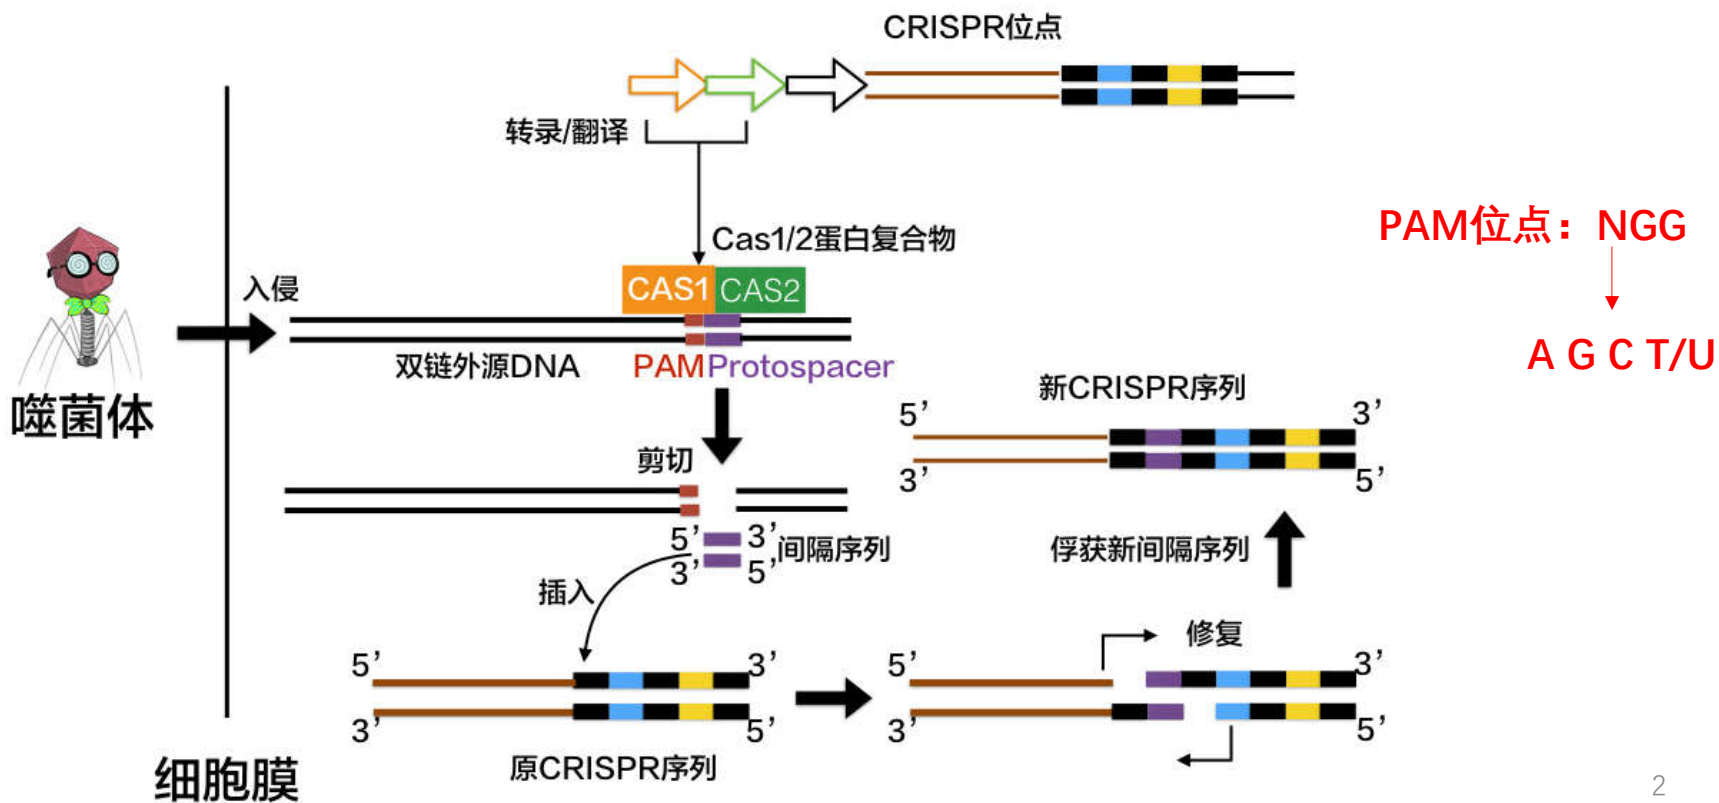 CRISPR位点
转录/翻译
Cas1/2蛋白复合物
CAS1 CAS2
PAM位点：NGG
A G C T/U
入侵
双链外源DNA
PAM Protospacer
噬菌体
剪切
5’ 3’
3’ 5’
间隔序列
插入
5’ 3’
3’ 5’
原CRISPR序列
修复
5’ 3’
3’ 5’
俘获新间隔序列
新CRISPR序列
5’ 3’
3’ 5’
细胞膜
2